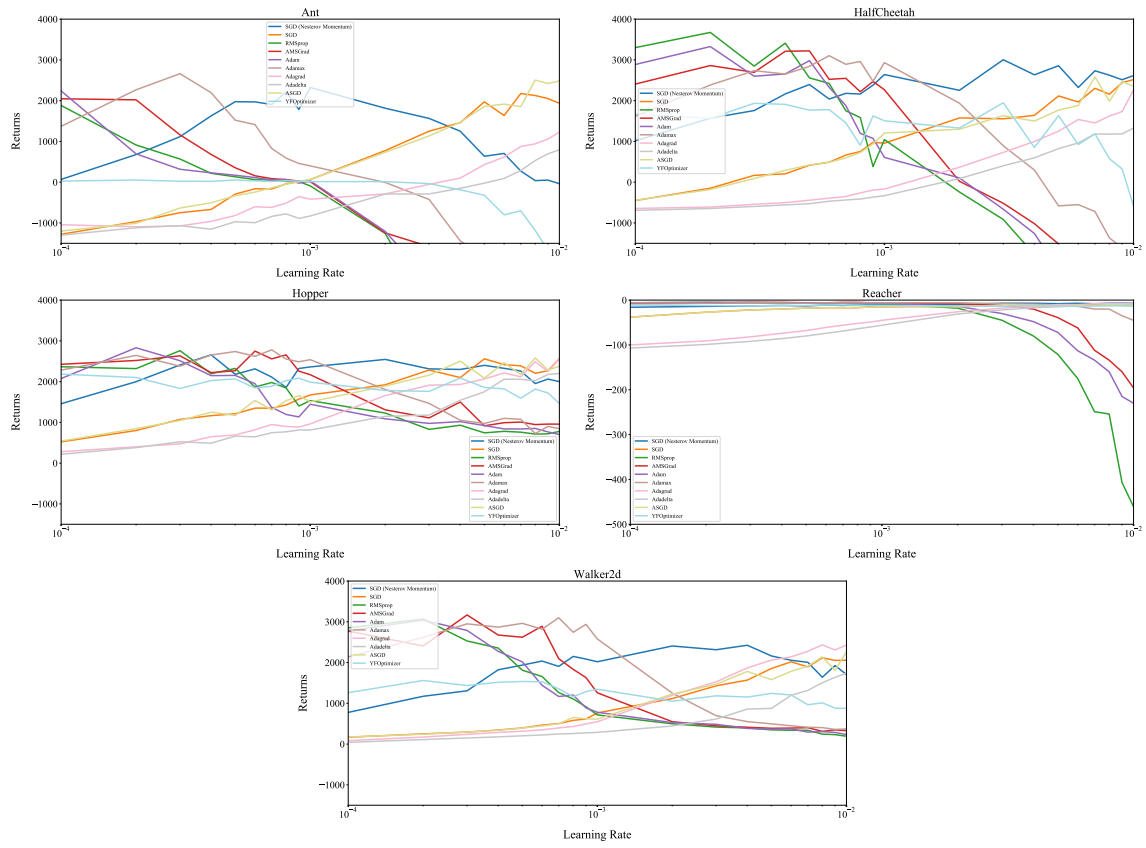 Ant
4000
3000
2000
1000
0
−1000
Returns
SGD (Nesterov Momentum)
SGD
RMSprop
AMSGrad
Adam
Adamax
Adagrad
Adadelta
ASGD
YFOptimizer
10⁻⁴
10⁻³
10⁻²
Learning Rate
HalfCheetah
4000
3000
2000
1000
0
−1000
Returns
SGD (Nesterov Momentum)
SGD
RMSprop
AMSGrad
Adam
Adamax
Adagrad
Adadelta
ASGD
YFOptimizer
10⁻⁴
10⁻³
10⁻²
Learning Rate
Hopper
4000
3000
2000
1000
0
−1000
Returns
SGD (Nesterov Momentum)
SGD
RMSprop
AMSGrad
Adam
Adamax
Adagrad
Adadelta
ASGD
YFOptimizer
10⁻⁴
10⁻³
10⁻²
Learning Rate
Reacher
0
−100
−200
−300
−400
−500
Returns
SGD (Nesterov Momentum)
SGD
RMSprop
AMSGrad
Adam
Adamax
Adagrad
Adadelta
ASGD
YFOptimizer
10⁻⁴
10⁻³
10⁻²
Learning Rate
Walker2d
4000
3000
2000
1000
0
−1000
Returns
SGD (Nesterov Momentum)
SGD
RMSprop
AMSGrad
Adam
Adamax
Adagrad
Adadelta
ASGD
YFOptimizer
10⁻⁴
10⁻³
10⁻²
Learning Rate